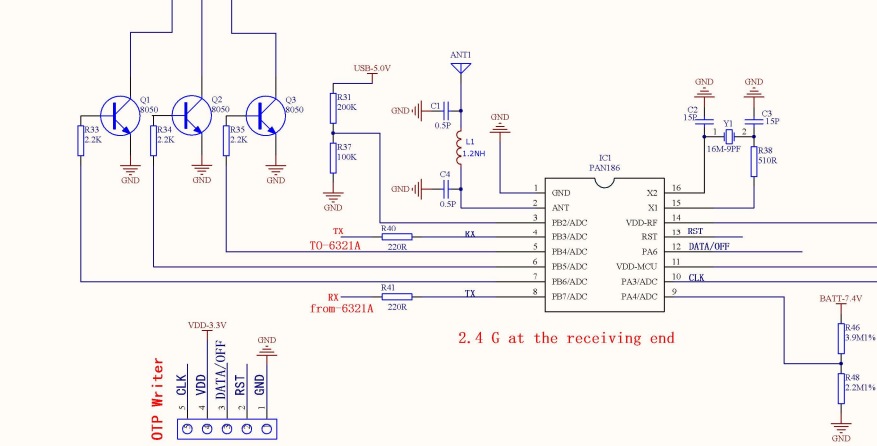 ANT1
USB-5.0V
Q1
8050
Q2
8050
Q3
8050
R31
200K
GND
C1
0.5P
GND
GND
GND
C2
15P
C3
15P
Y1
1
2
16M-9PF
R33
2.2K
R34
2.2K
R35
2.2K
R37
100K
L1
1.2NH
R38
510R
GND
GND
GND
GND
GND
C4
0.5P
IC1
PAN186
1 GND
2 ANT
3 PB2/ADC
4 PB3/ADC
5 PB4/ADC
6 PB5/ADC
7 PB6/ADC
8 PB7/ADC
X2 16
X1 15
VDD-RF 14
RST 13 RST
PA6 12 DATA/OFF
VDD-MCU 11
PA3/ADC 10 CLK
PA4/ADC 9
TX
R40
RX
TO-6321A
220R
RX
R41
TX
from-6321A
220R
BATT-7.4V
R46
3.9M1%
R48
2.2M1%
GND
2.4 G at the receiving end
VDD-3.3V
GND
OTP Writer
CLK
VDD
DATA/OFF
RST
GND
5
4
3
2
1